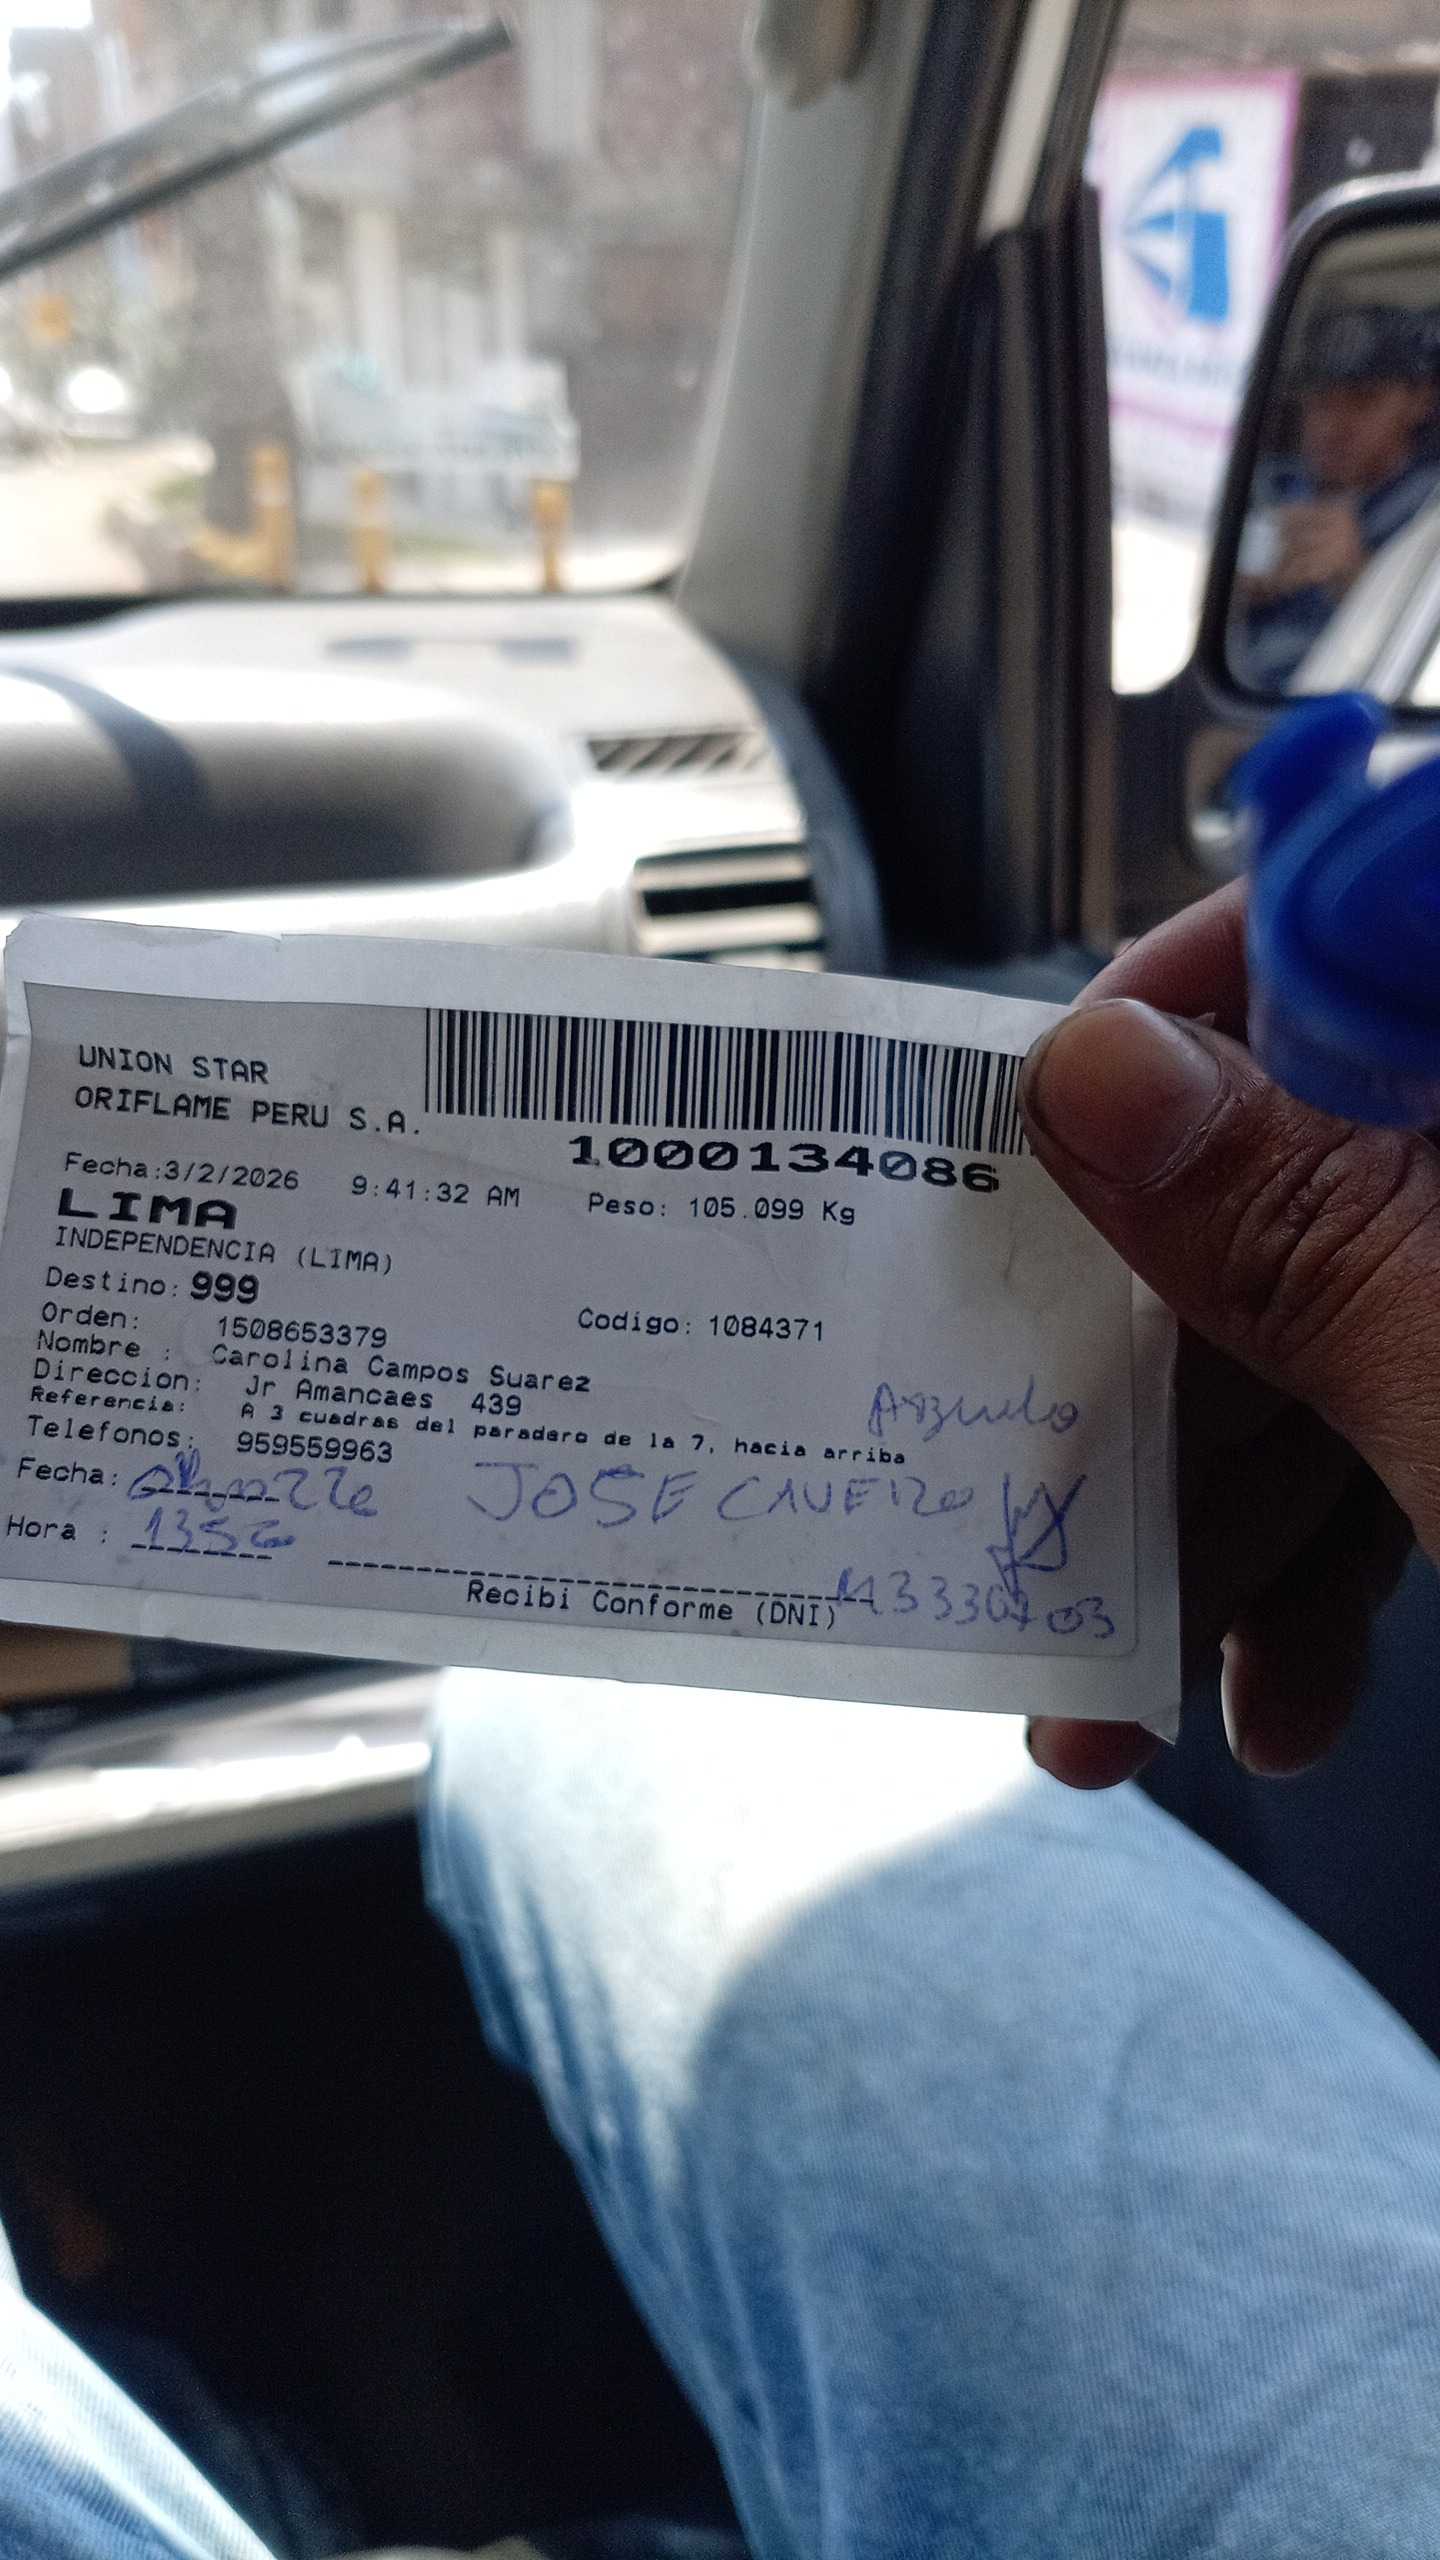 UNION STAR
ORIFLAME PERU S.A.
1000134086
Fecha:3/2/2026 9:41:32 AM Peso: 105.099 Kg
LIMA
INDEPENDENCIA (LIMA)
Destino: 999
Orden: 1508653379 Codigo: 1084371
Nombre : Carolina Campos Suarez
Direccion: Jr Amancaes 439
Referencia: A 3 cuadras del paradero de la 7, hacia arriba
Telefonos: 959559963
Fecha: JOSE CAVERO
Hora :
Recibi Conforme (DNI)